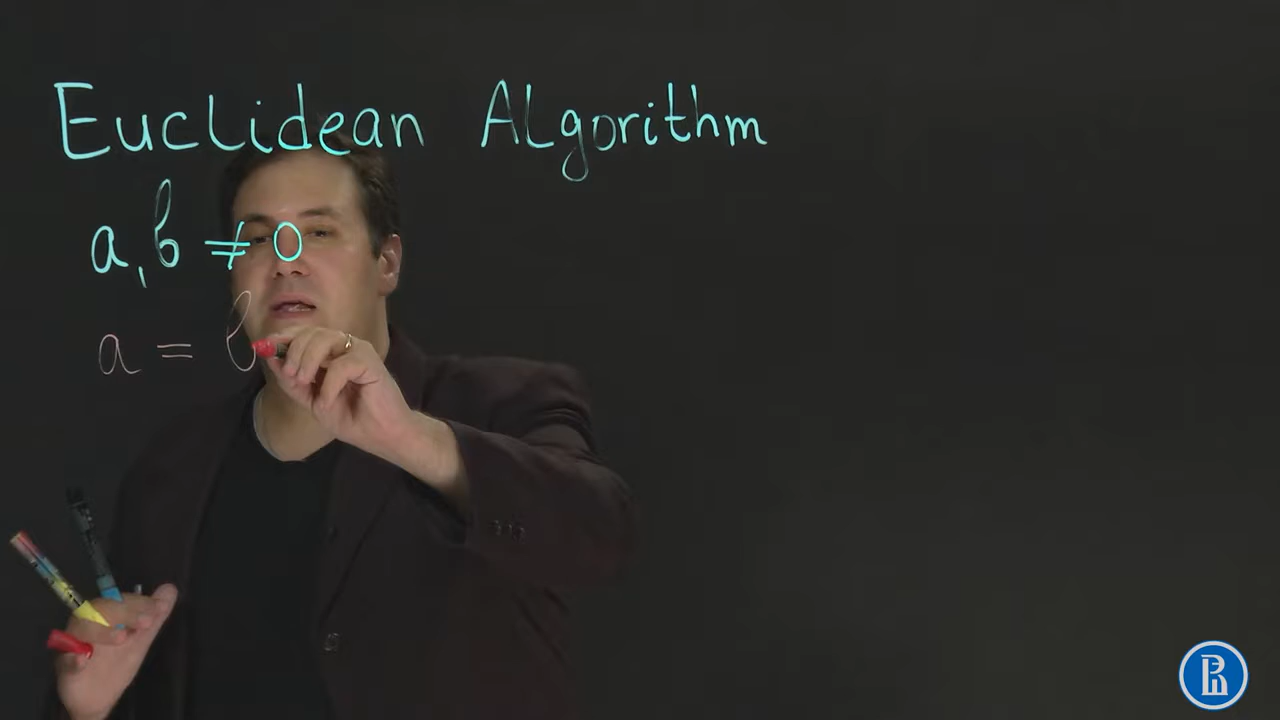 Euclidean Algorithm
a, b ≠ 0
a = b